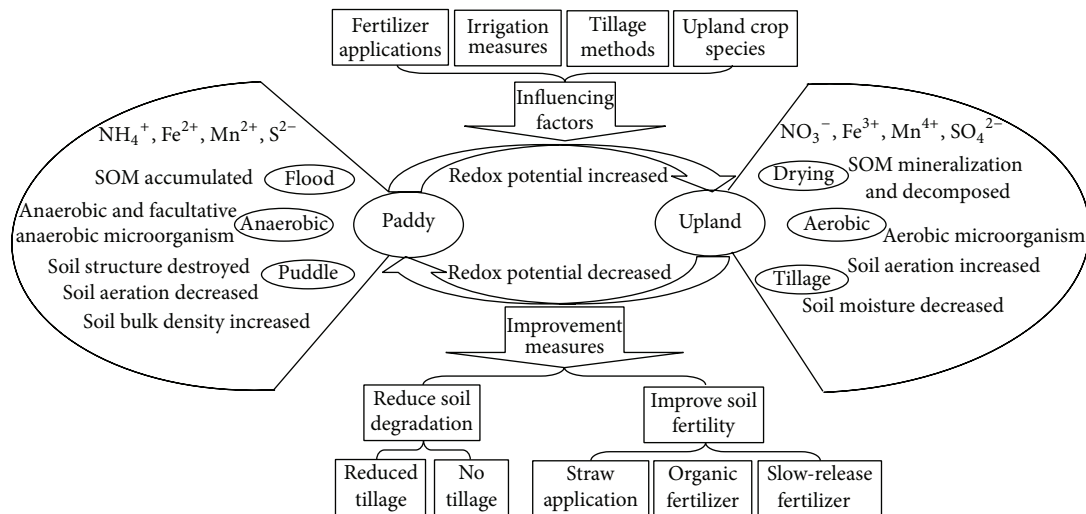 Fertilizer
applications
Irrigation
measures
Tillage
methods
Upland crop
species
Influencing
factors
NH₄⁺, Fe²⁺, Mn²⁺, S²⁻
SOM accumulated
Flood
Anaerobic and facultative
anaerobic microorganism
Anaerobic
Soil structure destroyed
Puddle
Soil aeration decreased
Soil bulk density increased
Paddy
Redox potential increased
Redox potential decreased
Upland
NO₃⁻, Fe³⁺, Mn⁴⁺, SO₄²⁻
Drying
SOM mineralization
and decomposed
Aerobic
Aerobic microorganism
Soil aeration increased
Tillage
Soil moisture decreased
Improvement
measures
Reduce soil
degradation
Improve soil
fertility
Reduced
tillage
No
tillage
Straw
application
Organic
fertilizer
Slow-release
fertilizer